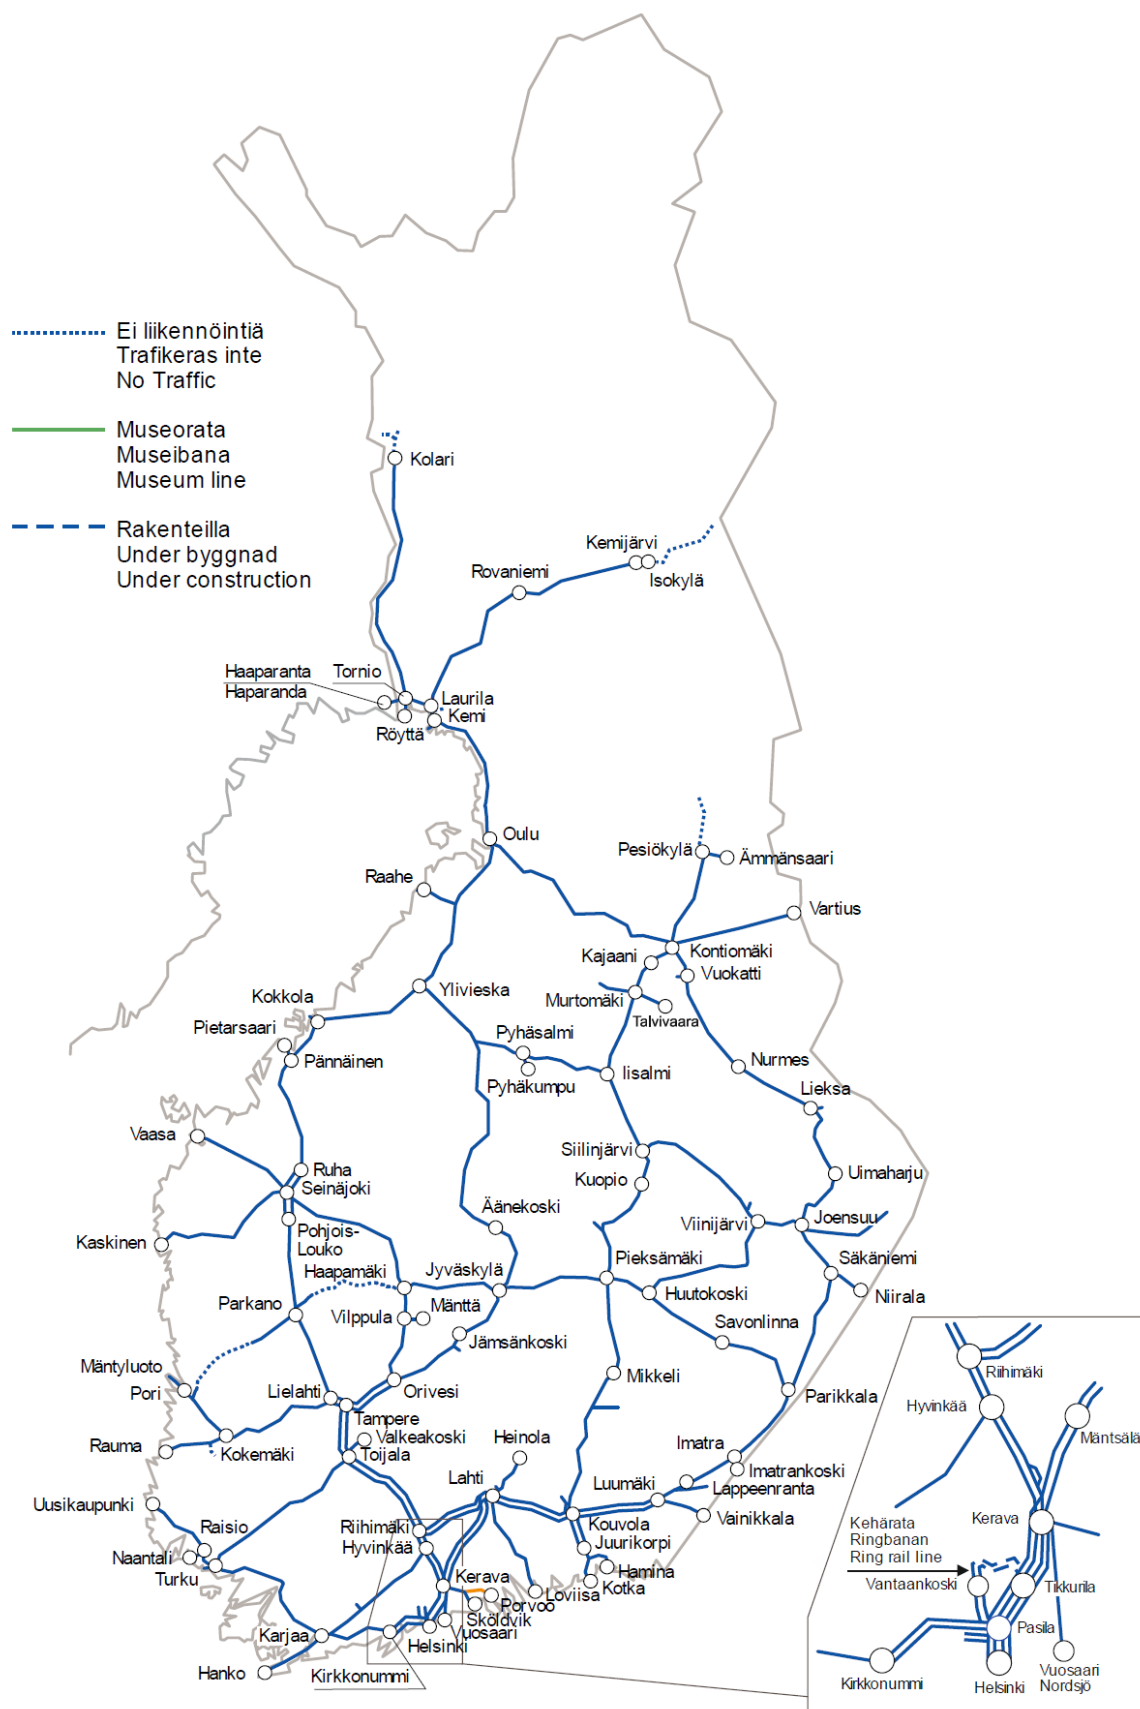 Ei liikennöintiä
Trafikeras inte
No Traffic
Museorata
Museibana
Museum line
Rakenteilla
Under byggnad
Under construction
Kolari
Kemijärvi
Isokylä
Rovaniemi
Haaparanta
Haparanda
Tornio
Laurila
Kemi
Röyttä
Oulu
Pesiökylä
Ämmänsaari
Raahe
Vartius
Kontiomäki
Kajaani
Vuokatti
Ylivieska
Murtomäki
Talvivaara
Kokkola
Pietarsaari
Pännäinen
Pyhäsalmi
Pyhäkumpu
Iisalmi
Nurmes
Lieksa
Vaasa
Ruha
Seinäjoki
Siilinjärvi
Kuopio
Uimaharju
Kaskinen
Pohjois-
Louko
Äänekoski
Viinijärvi
Joensuu
Haapamäki
Jyväskylä
Pieksämäki
Säkäniemi
Huutokoski
Niirala
Parkano
Vilppula
Mänttä
Jämsänkoski
Savonlinna
Mäntyluoto
Pori
Lielahti
Orivesi
Mikkeli
Parikkala
Tampere
Valkeakoski
Toijala
Rauma
Kokemäki
Heinola
Imatra
Imatrankoski
Lahti
Luumäki
Lappeenranta
Uusikaupunki
Vainikkala
Raisio
Riihimäki
Hyvinkää
Kouvola
Juurikorpi
Naantali
Turku
Kerava
Hamina
Kotka
Loviisa
Porvoo
Sköldvik
Vuosaari
Karjaa
Helsinki
Hanko
Kirkkonummi
Riihimäki
Hyvinkää
Mäntsälä
Kerava
Kehärata
Ringbanan
Ring rail line
Vantaankoski
Tikkurila
Pasila
Kirkkonummi
Helsinki
Vuosaari
Nordsjö